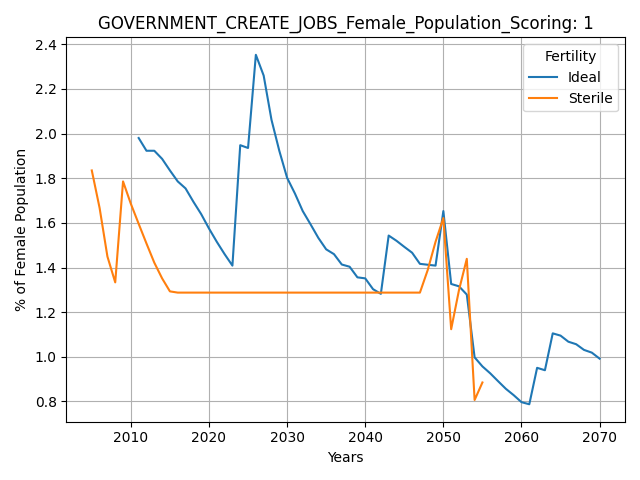 GOVERNMENT_CREATE_JOBS_Female_Population_Scoring: 1
% of Female Population
2.4
2.2
2.0
1.8
1.6
1.4
1.2
1.0
0.8
Fertility
Ideal
Sterile
2010 2020 2030 2040 2050 2060 2070
Years